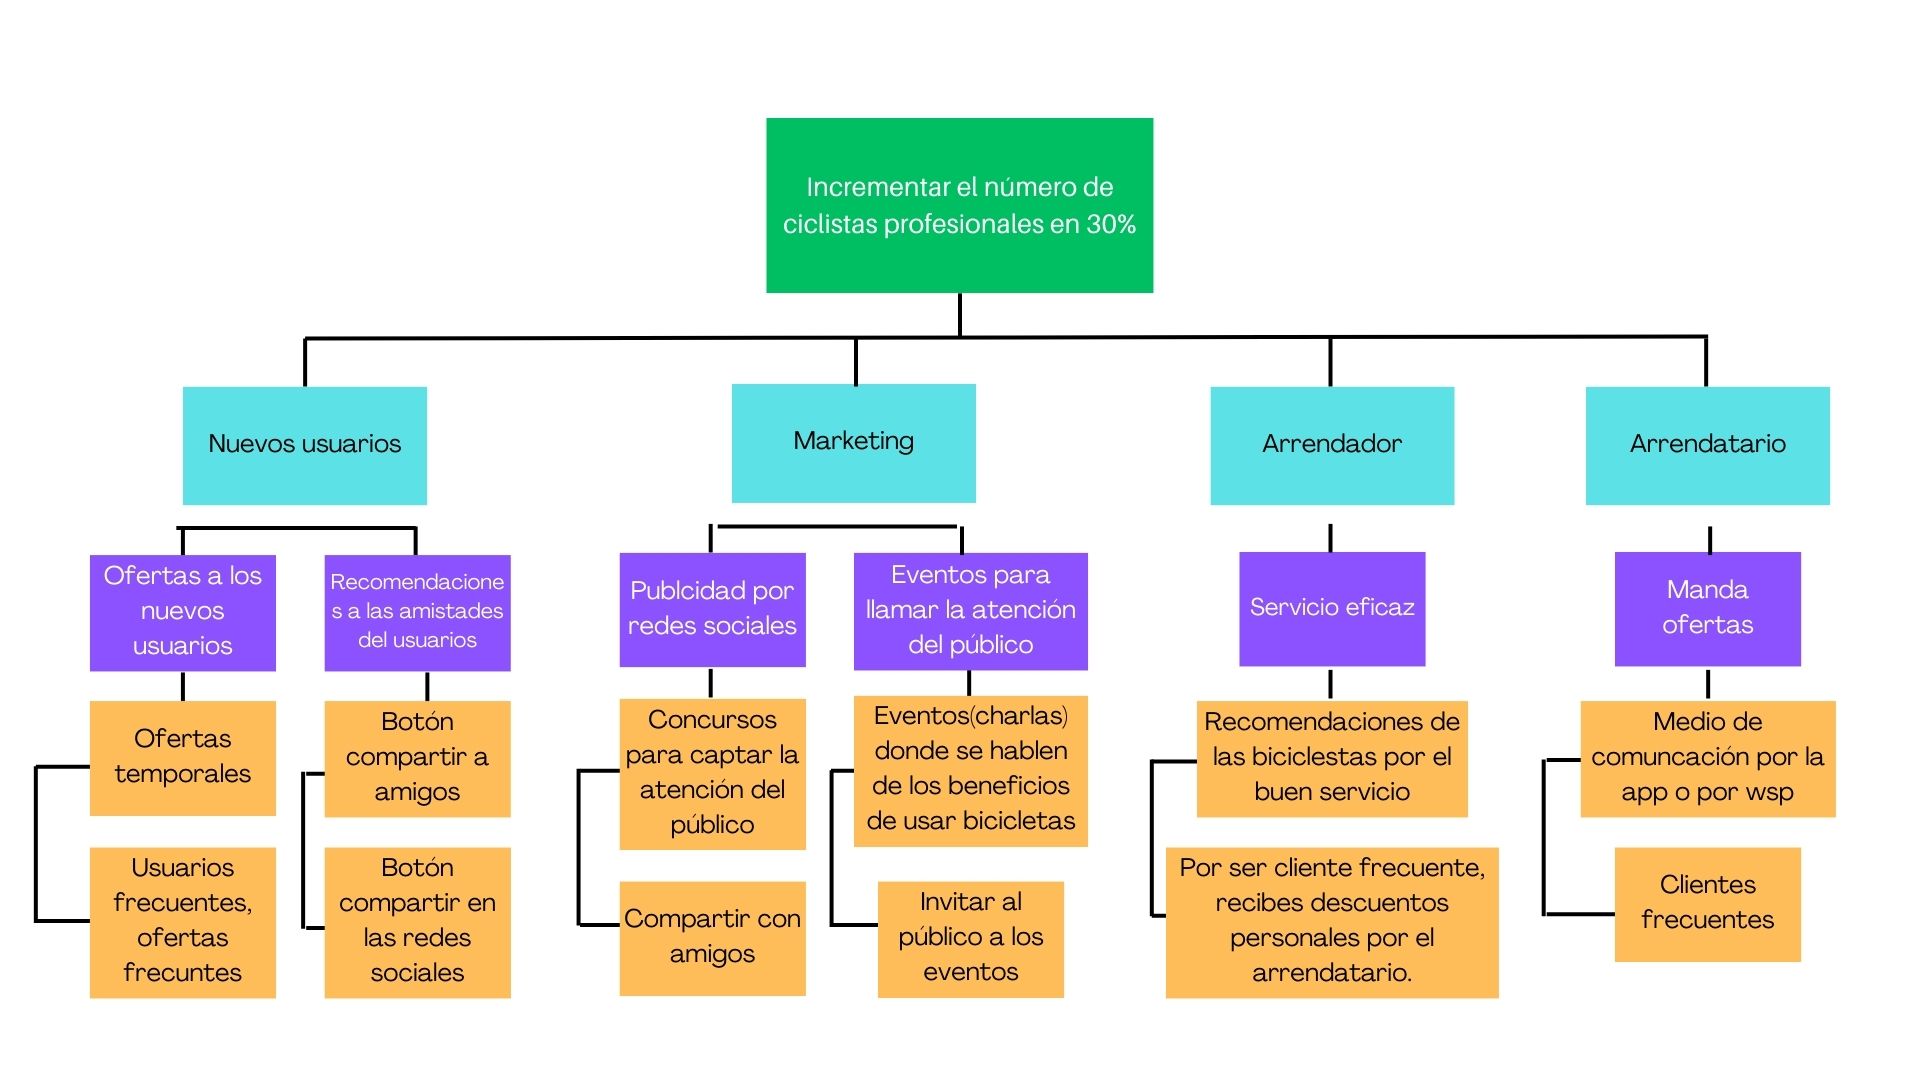 Incrementar el número de
ciclistas profesionales en 30%
Nuevos usuarios
Marketing
Arrendador
Arrendatario
Ofertas a los
nuevos
usuarios
Recomendacione
s a las amistades
del usuarios
Publcidad por
redes sociales
Eventos para
llamar la atención
del público
Servicio eficaz
Manda
ofertas
Ofertas
temporales
Botón
compartir a
amigos
Concursos
para captar la
atención del
público
Eventos(charlas)
donde se hablen
de los beneficios
de usar bicicletas
Recomendaciones de
las biciclestas por el
buen servicio
Medio de
comuncación por la
app o por wsp
Usuarios
frecuentes,
ofertas
frecuntes
Botón
compartir en
las redes
sociales
Compartir con
amigos
Invitar al
público a los
eventos
Por ser cliente frecuente,
recibes descuentos
personales por el
arrendatario.
Clientes
frecuentes